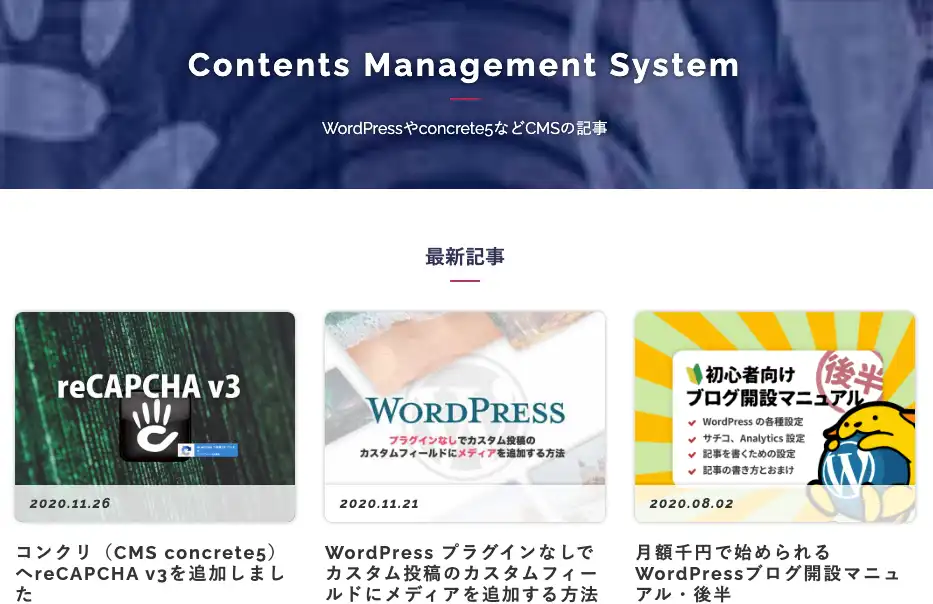 Contents Management System
WordPressやconcrete5などCMSの記事
最新記事
reCAPCHA v3
2020.11.26
コンクリ（CMS concrete5）
へreCAPCHA v3を追加しまし
た
WORDPRESS
プラグインなしでカスタム投稿の
カスタムフィールドにメディアを追加する方法
2020.11.21
WordPress プラグインなしで
カスタム投稿のカスタムフィー
ルドにメディアを追加する方法
初心者向け
ブログ開設マニュアル
後半
WordPress の各種設定
サチコ、Analytics 設定
記事を書くための設定
記事の書き方とおまけ
2020.08.02
月額千円で始められる
WordPressブログ開設マニュ
アル・後半